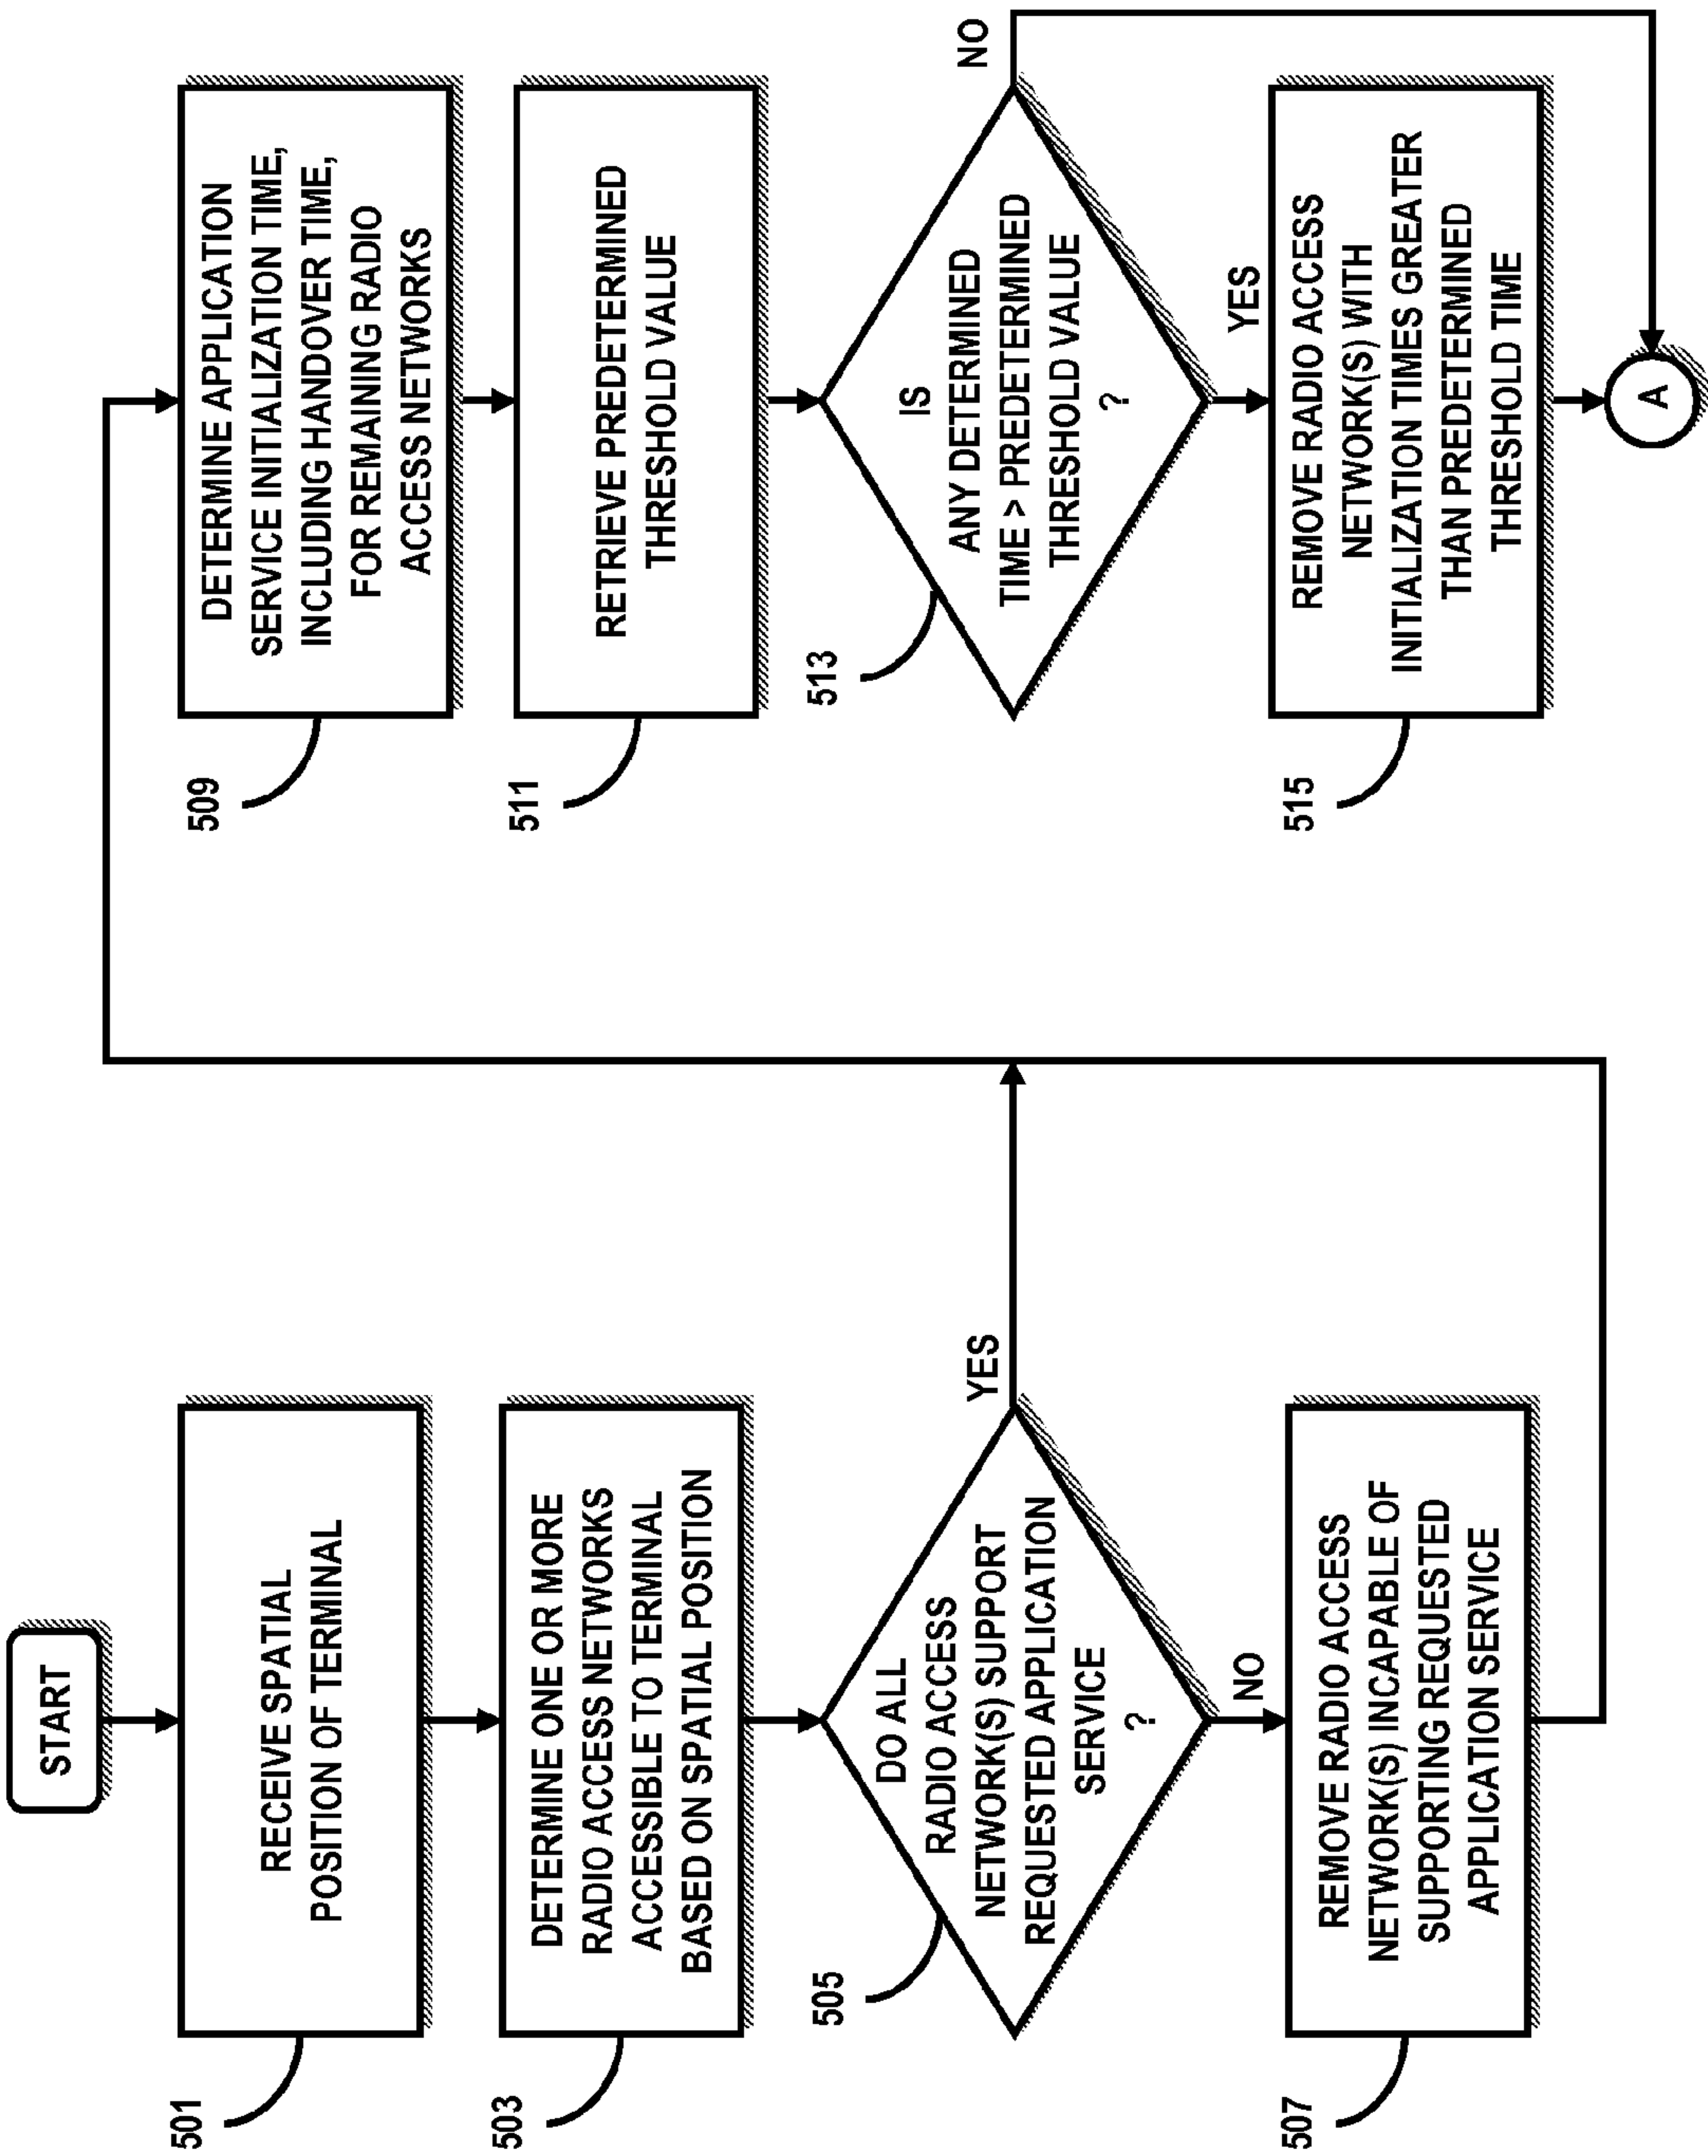 START
501
RECEIVE SPATIAL
POSITION OF TERMINAL
503
DETERMINE ONE OR MORE
RADIO ACCESS NETWORKS
ACCESSIBLE TO TERMINAL
BASED ON SPATIAL POSITION
505
DO ALL
RADIO ACCESS
NETWORK(S) SUPPORT
REQUESTED APPLICATION
SERVICE
?
YES
NO
507
REMOVE RADIO ACCESS
NETWORK(S) INCAPABLE OF
SUPPORTING REQUESTED
APPLICATION SERVICE
509
DETERMINE APPLICATION
SERVICE INITIALIZATION TIME,
INCLUDING HANDOVER TIME,
FOR REMAINING RADIO
ACCESS NETWORKS
511
RETRIEVE PREDETERMINED
THRESHOLD VALUE
513
IS
ANY DETERMINED
TIME > PREDETERMINED
THRESHOLD VALUE
?
NO
YES
515
REMOVE RADIO ACCESS
NETWORK(S) WITH
INITIALIZATION TIMES GREATER
THAN PREDETERMINED
THRESHOLD TIME
A